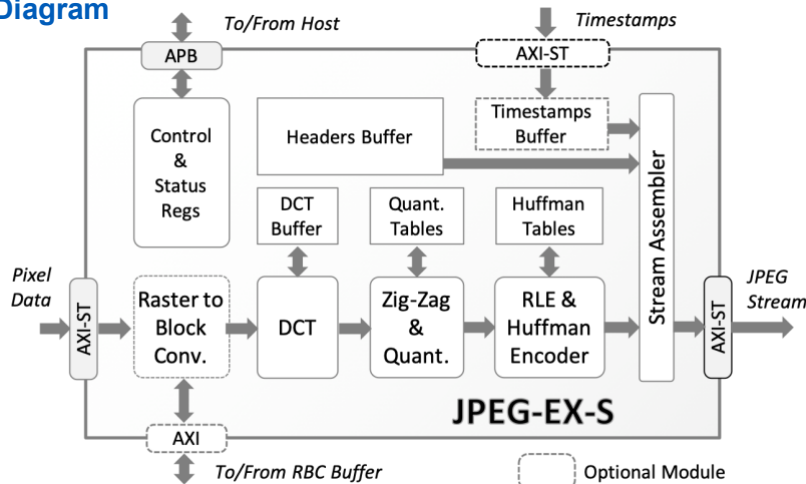 Diagram
To/From Host
Timestamps
APB
AXI-ST
Control
&
Status
Regs
Headers Buffer
Timestamps
Buffer
DCT
Buffer
Quant.
Tables
Huffman
Tables
Stream Assembler
Pixel
Data
AXI-ST
Raster to
Block
Conv.
DCT
Zig-Zag
&
Quant.
RLE &
Huffman
Encoder
AXI-ST
JPEG
Stream
JPEG-EX-S
AXI
To/From RBC Buffer
Optional Module